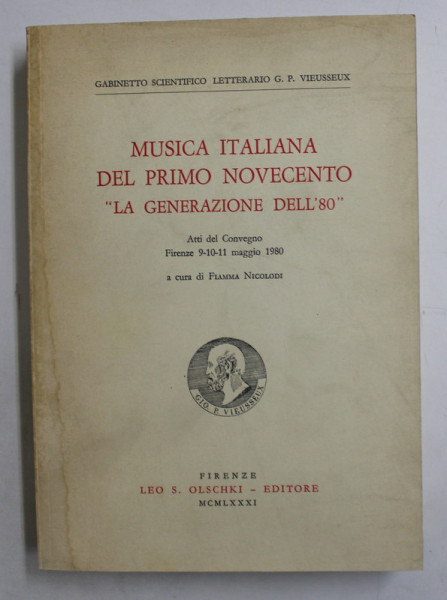 GABINETTO SCIENTIFICO LETTERARIO G. P. VIEUSSEUX
MUSICA ITALIANA
DEL PRIMO NOVECENTO
"LA GENERAZIONE DELL'80"
Atti del Convegno
Firenze 9-10-11 maggio 1980
a cura di FIAMMA NICOLODI
GIO. P. VIEUSSEUX
FIRENZE
LEO S. OLSCHKI - EDITORE
MCMLXXXI